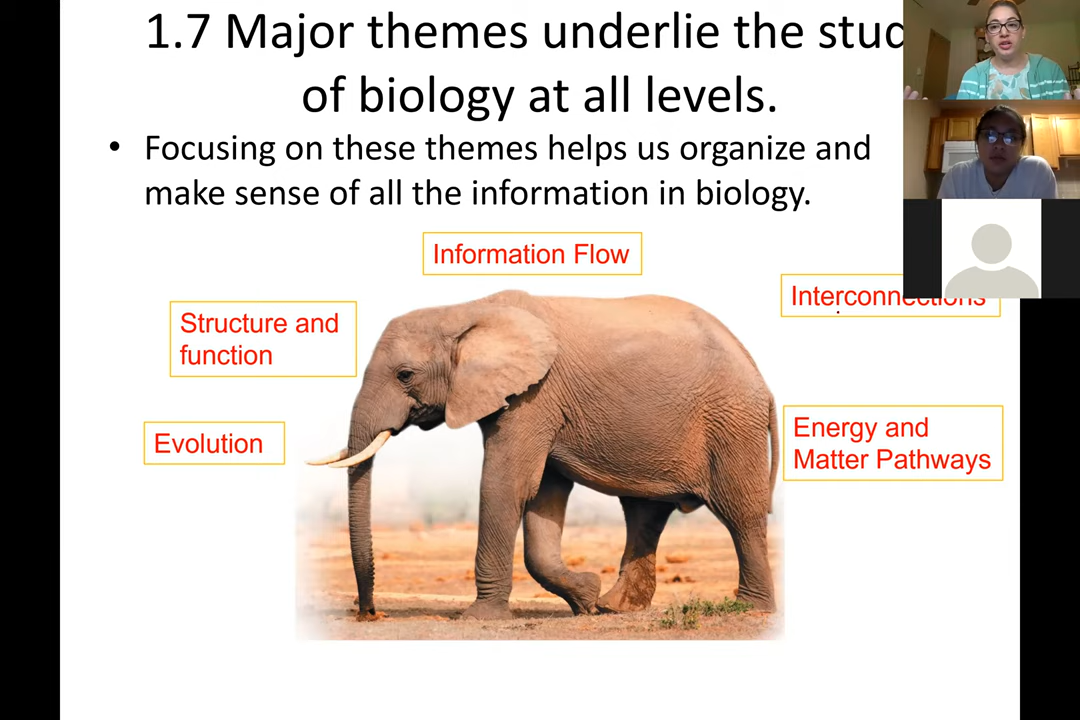 1.7 Major themes underlie the stud
of biology at all levels.
• Focusing on these themes helps us organize and
make sense of all the information in biology.
Information Flow
Interconnections
Structure and
function
Evolution
Energy and
Matter Pathways